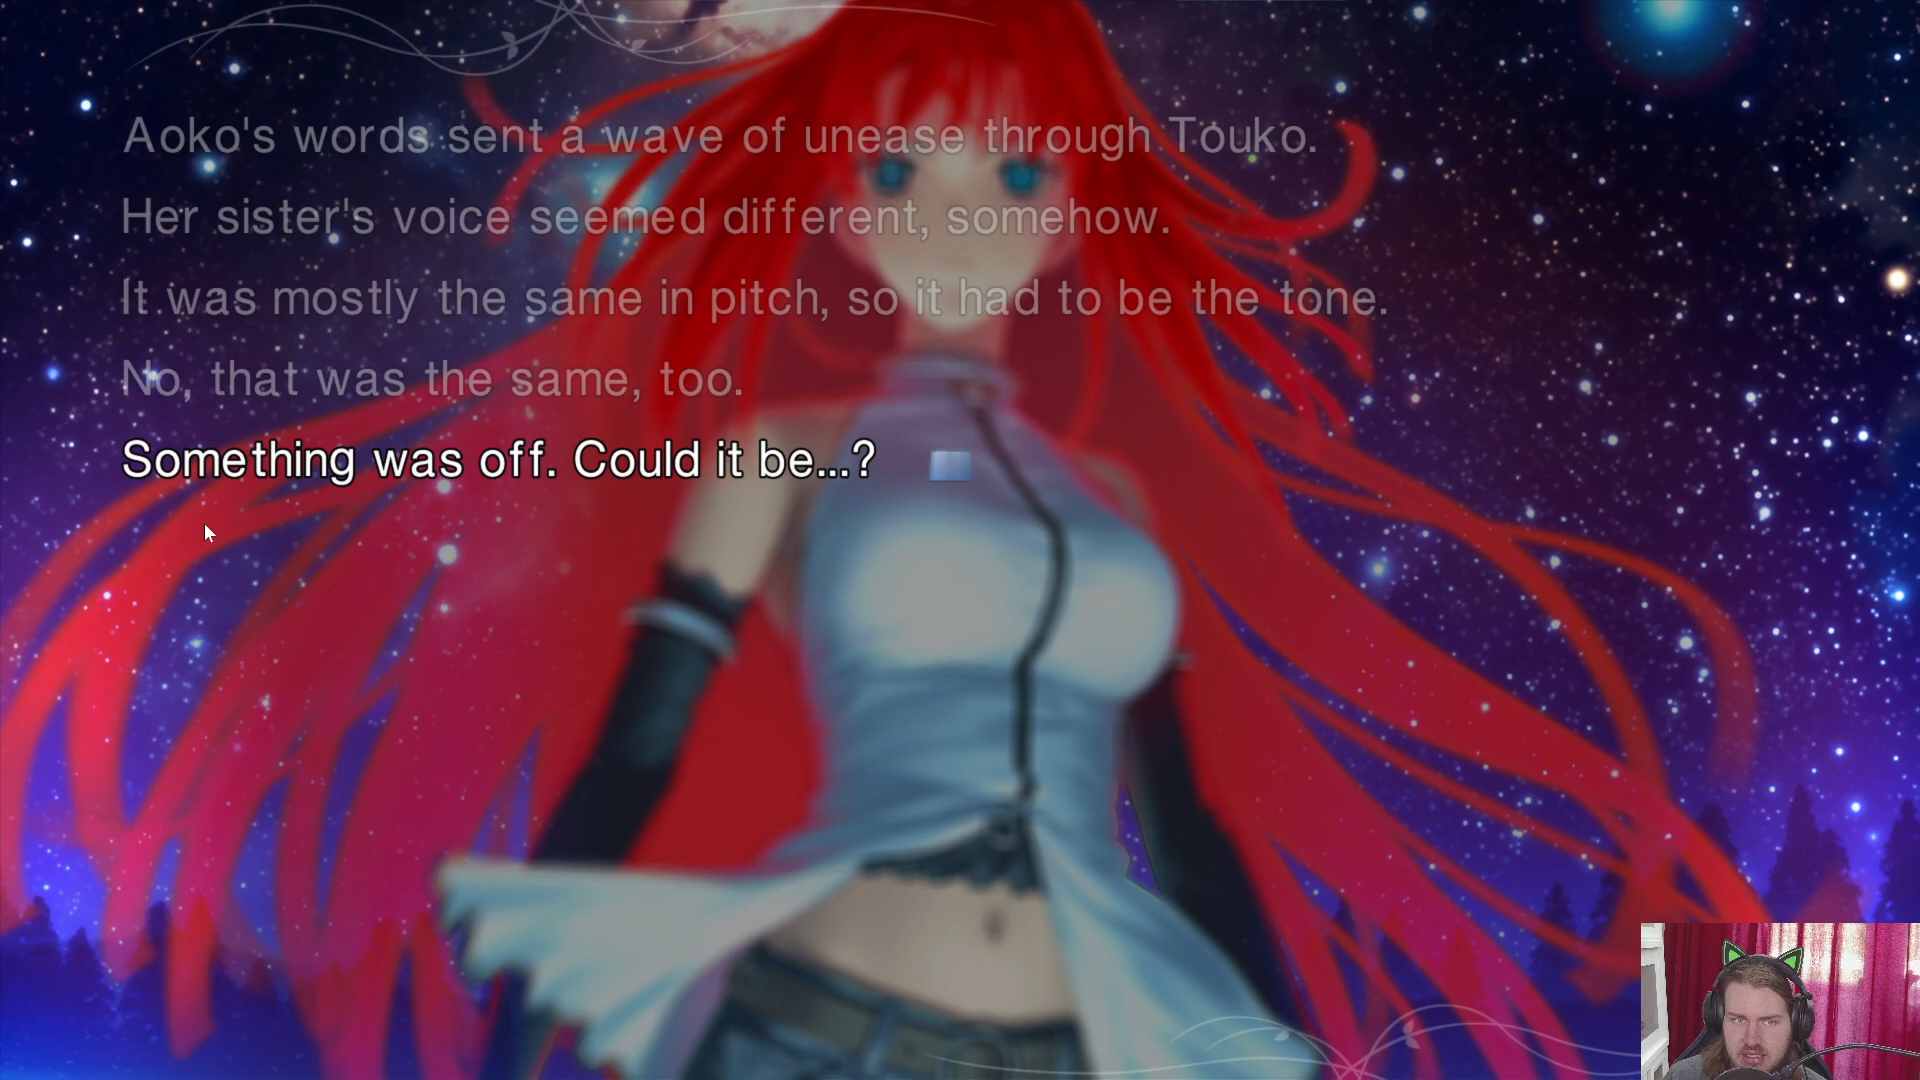 Aoko's words sent a wave of unease through Touko.
Her sister's voice seemed different, somehow.
It was mostly the same in pitch, so it had to be the tone.
No, that was the same, too.
Something was off. Could it be...?